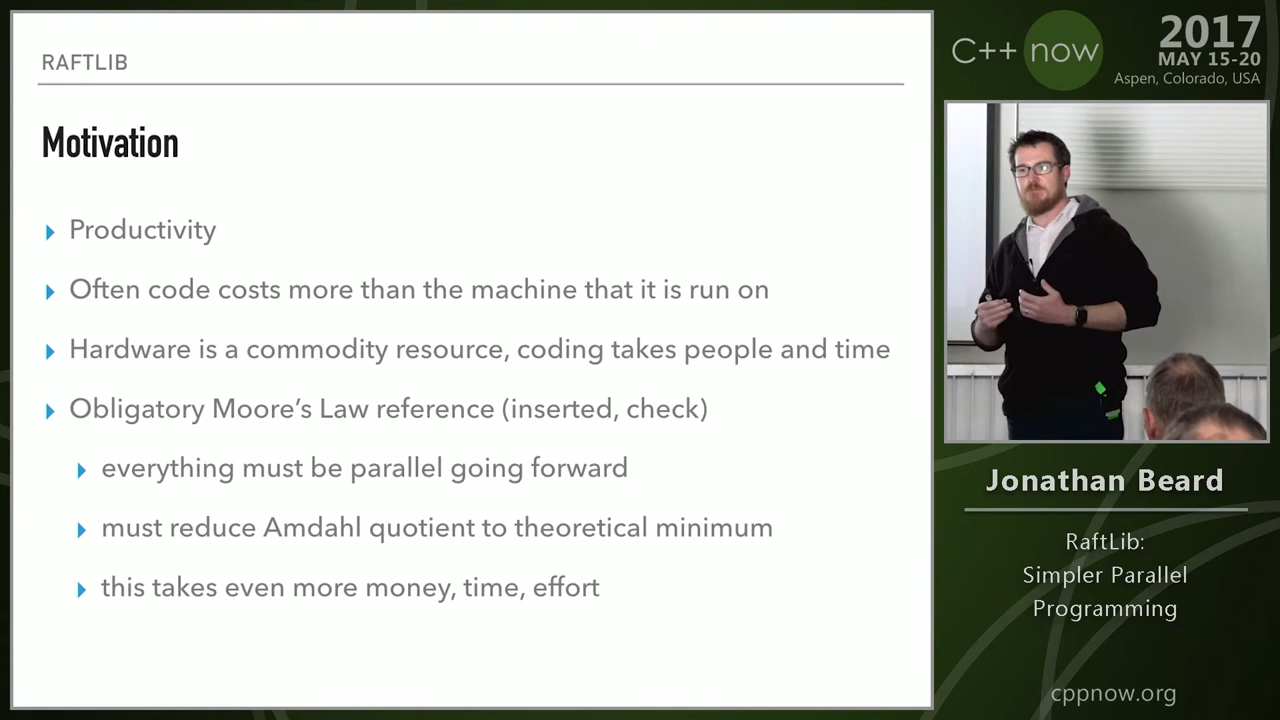 RAFTLIB
Motivation
Productivity
Often code costs more than the machine that it is run on
Hardware is a commodity resource, coding takes people and time
Obligatory Moore’s Law reference (inserted, check)
everything must be parallel going forward
must reduce Amdahl quotient to theoretical minimum
this takes even more money, time, effort
C++ now
2017
MAY 15-20
Aspen, Colorado, USA
Jonathan Beard
RaftLib:
Simpler Parallel
Programming
cppnow.org